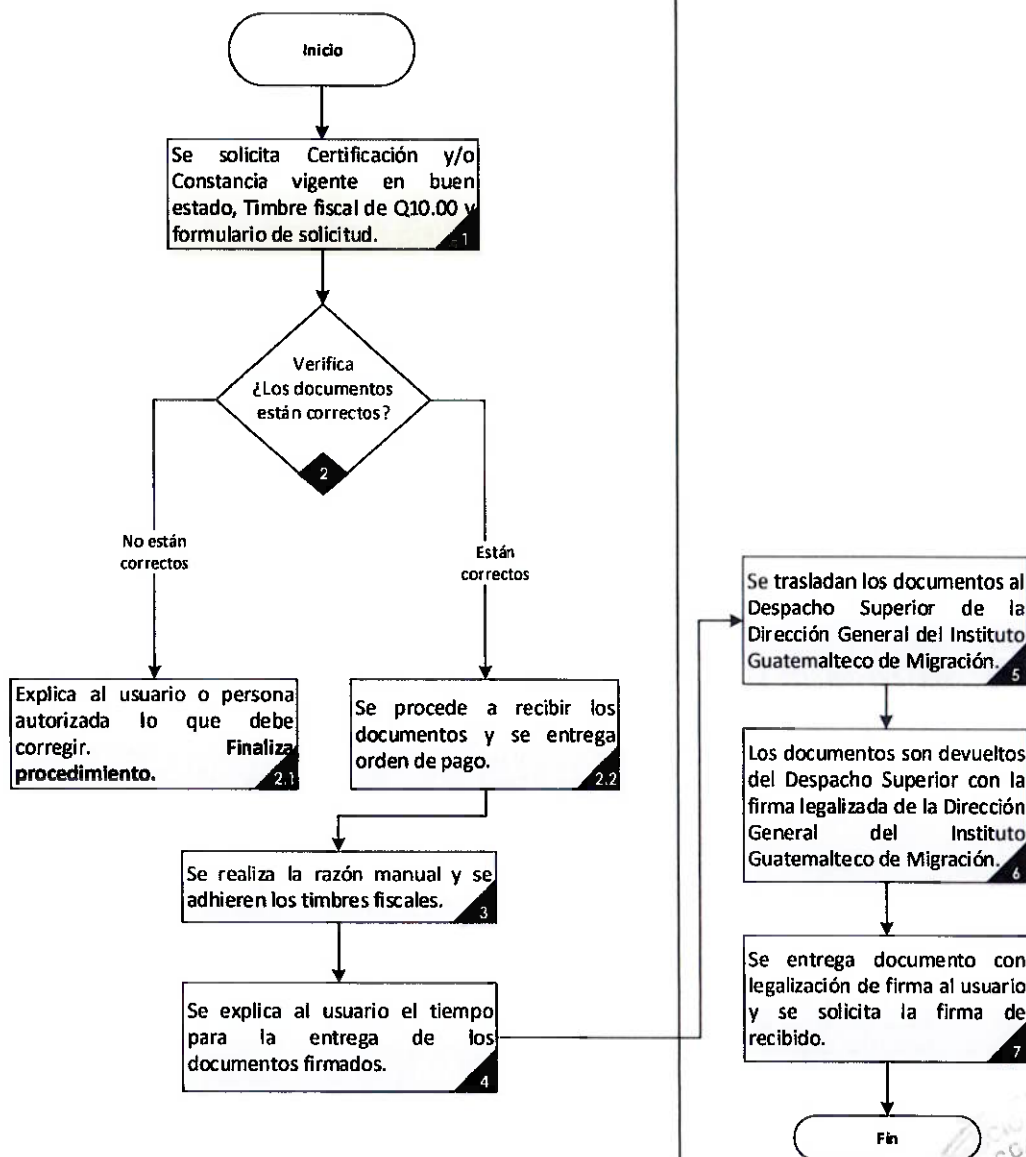 Inicio
Se solicita Certificación y/o
Constancia vigente en buen
estado, Timbre fiscal de Q10.00 y
formulario de solicitud.
1
Verifica
¿Los documentos
están correctos?
2
No están
correctos
Están
correctos
Explica al usuario o persona
autorizada lo que debe
corregir. Finaliza
procedimiento.
2.1
Se procede a recibir los
documentos y se entrega
orden de pago.
2.2
Se realiza la razón manual y se
adhieren los timbres fiscales.
3
Se explica al usuario el tiempo
para la entrega de los
documentos firmados.
4
Se trasladan los documentos al
Despacho Superior de la
Dirección General del Instituto
Guatemalteco de Migración.
5
Los documentos son devueltos
del Despacho Superior con la
firma legalizada de la Dirección
General del Instituto
Guatemalteco de Migración.
6
Se entrega documento con
legalización de firma al usuario
y se solicita la firma de
recibido.
7
Fin